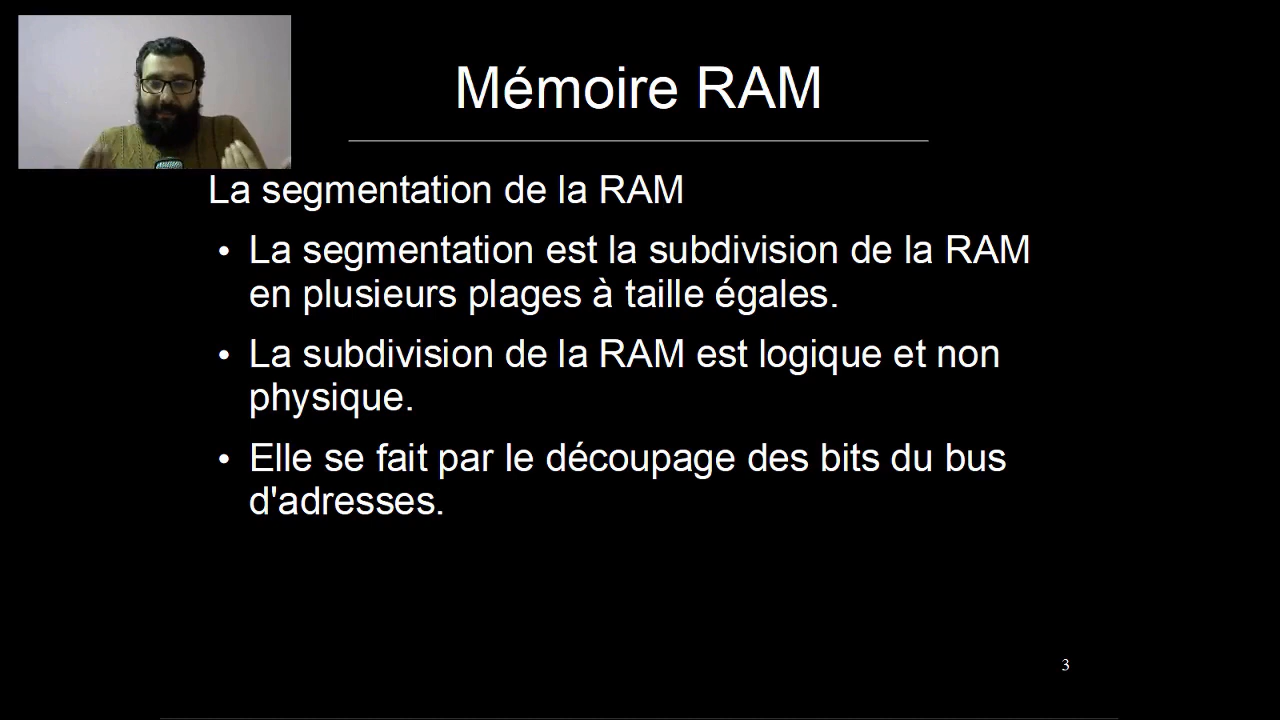 Mémoire RAM
La segmentation de la RAM
• La segmentation est la subdivision de la RAM
en plusieurs plages à taille égales.
• La subdivision de la RAM est logique et non
physique.
• Elle se fait par le découpage des bits du bus
d'adresses.
3